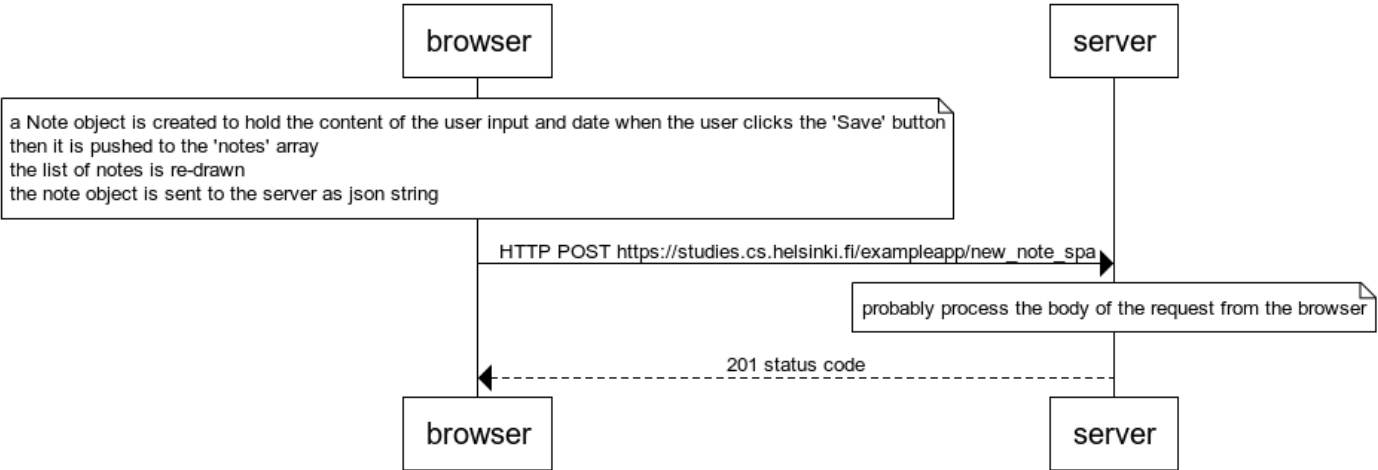 browser
server
a Note object is created to hold the content of the user input and date when the user clicks the 'Save' button
then it is pushed to the 'notes' array
the list of notes is re-drawn
the note object is sent to the server as json string
HTTP POST https://studies.cs.helsinki.fi/exampleapp/new_note_spa
probably process the body of the request from the browser
201 status code
browser
server